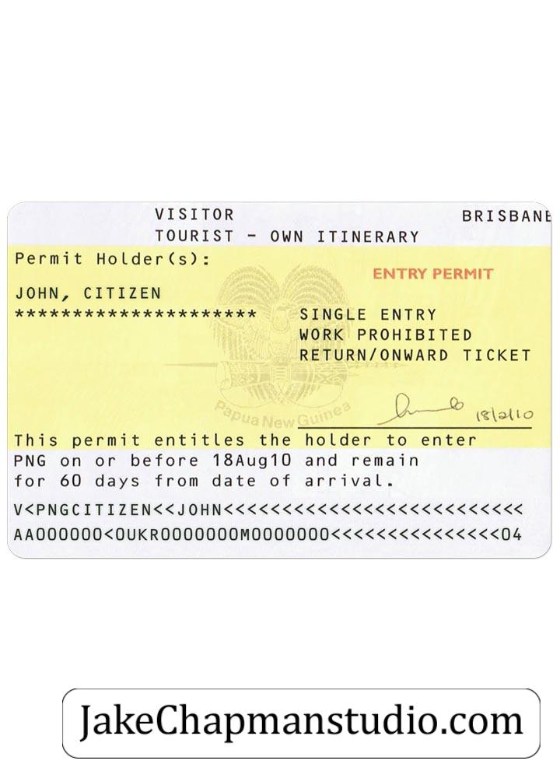 VISITOR BRISBANE
TOURIST - OWN ITINERARY
Permit Holder(s):
ENTRY PERMIT
JOHN, CITIZEN
********************* SINGLE ENTRY
WORK PROHIBITED
RETURN/ONWARD TICKET
Papua New Guinea
18/2/10
This permit entitles the holder to enter
PNG on or before 18Aug10 and remain
for 60 days from date of arrival.
V<PNGCITIZEN<<JOHN<<<<<<<<<<<<<<<<<<<<<<<<<<
AA000000<0UKR0000000M0000000<<<<<<<<<<<<<<04
JakeChapmanstudio.com